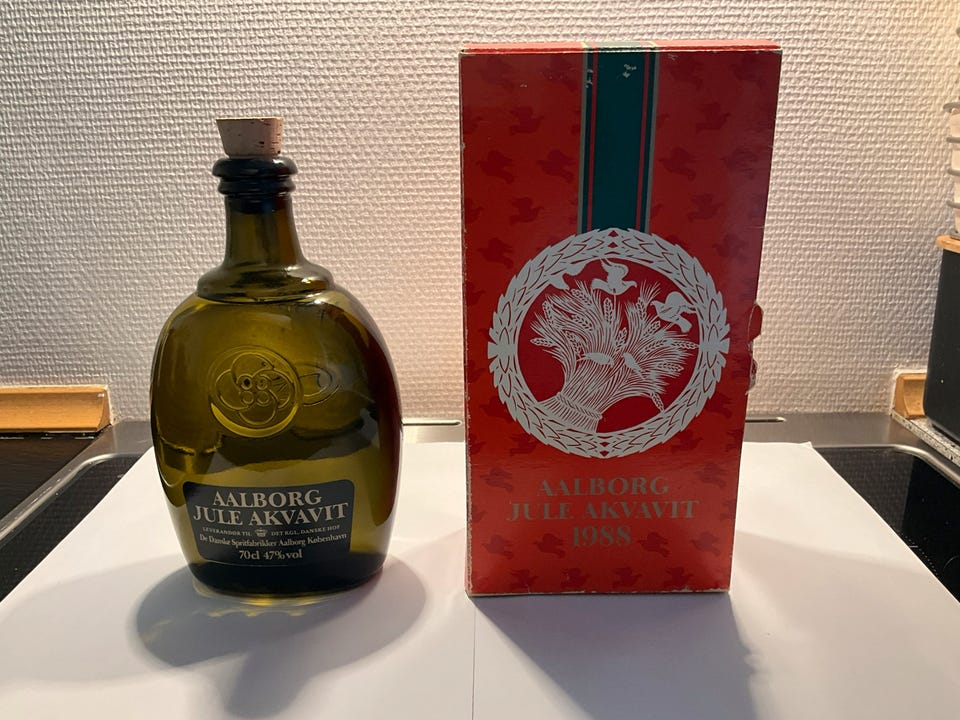 AALBORG
JULE AKVAVIT
LEVERANDØR TIL DET KGL. DANSKE HOF
De Danske Spritfabrikker Aalborg København
70cl 47% vol
AALBORG
JULE AKVAVIT
1988